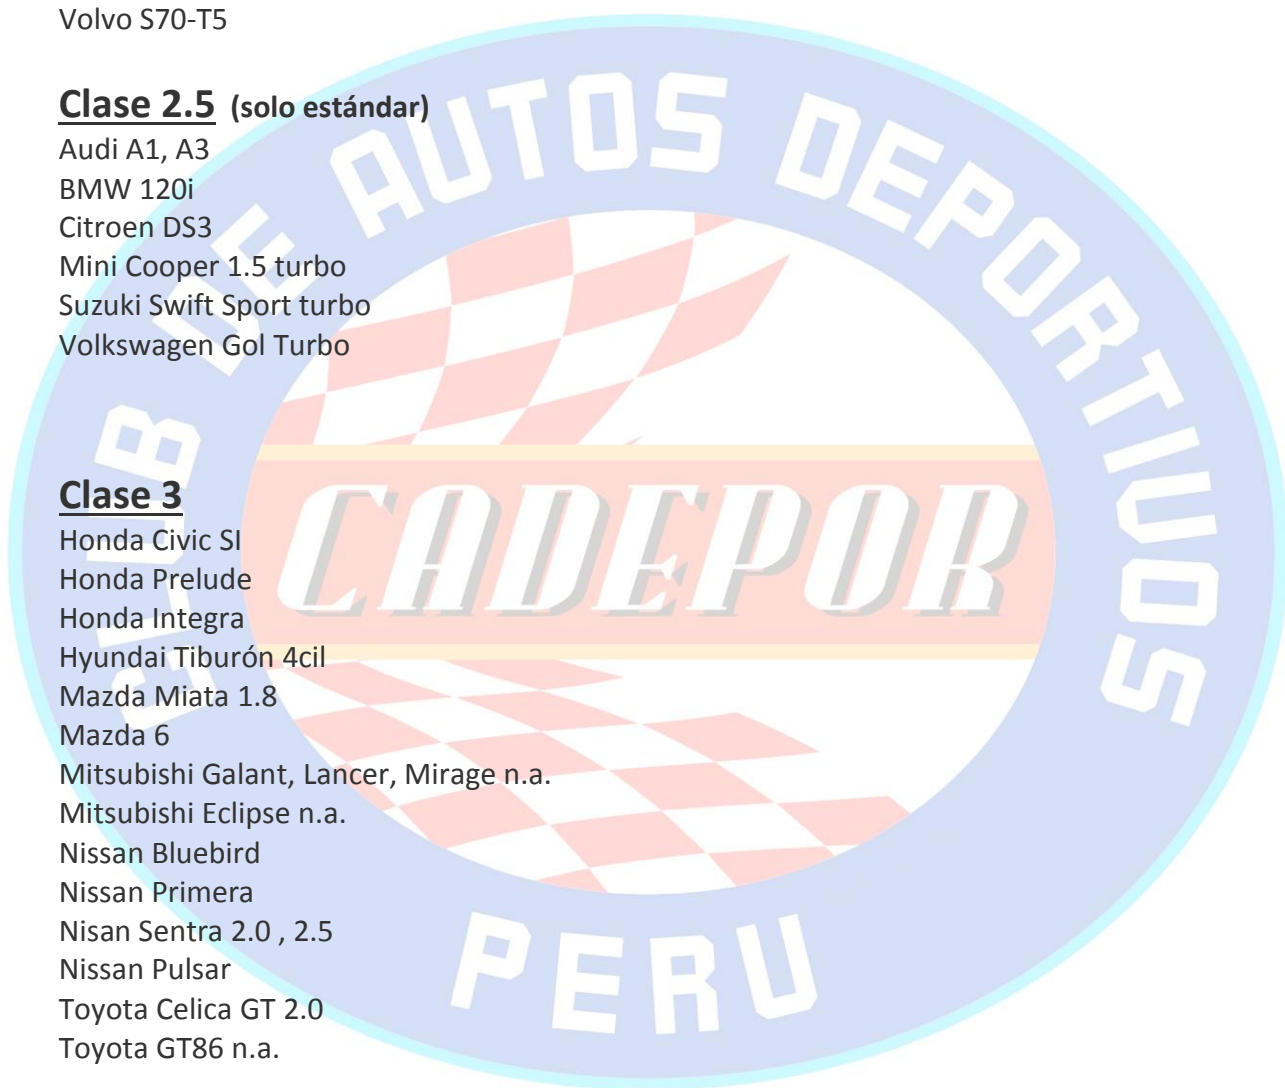 Volvo S70-T5
Clase 2.5 (solo estándar)
Audi A1, A3
BMW 120i
Citroen DS3
Mini Cooper 1.5 turbo
Suzuki Swift Sport turbo
Volkswagen Gol Turbo
Clase 3
Honda Civic SI
Honda Prelude
Honda Integra
Hyundai Tiburón 4cil
Mazda Miata 1.8
Mazda 6
Mitsubishi Galant, Lancer, Mirage n.a.
Mitsubishi Eclipse n.a.
Nissan Bluebird
Nissan Primera
Nisan Sentra 2.0 , 2.5
Nissan Pulsar
Toyota Celica GT 2.0
Toyota GT86 n.a.
CLUB DE AUTOS DEPORTIVOS
CADEPOR
PERU